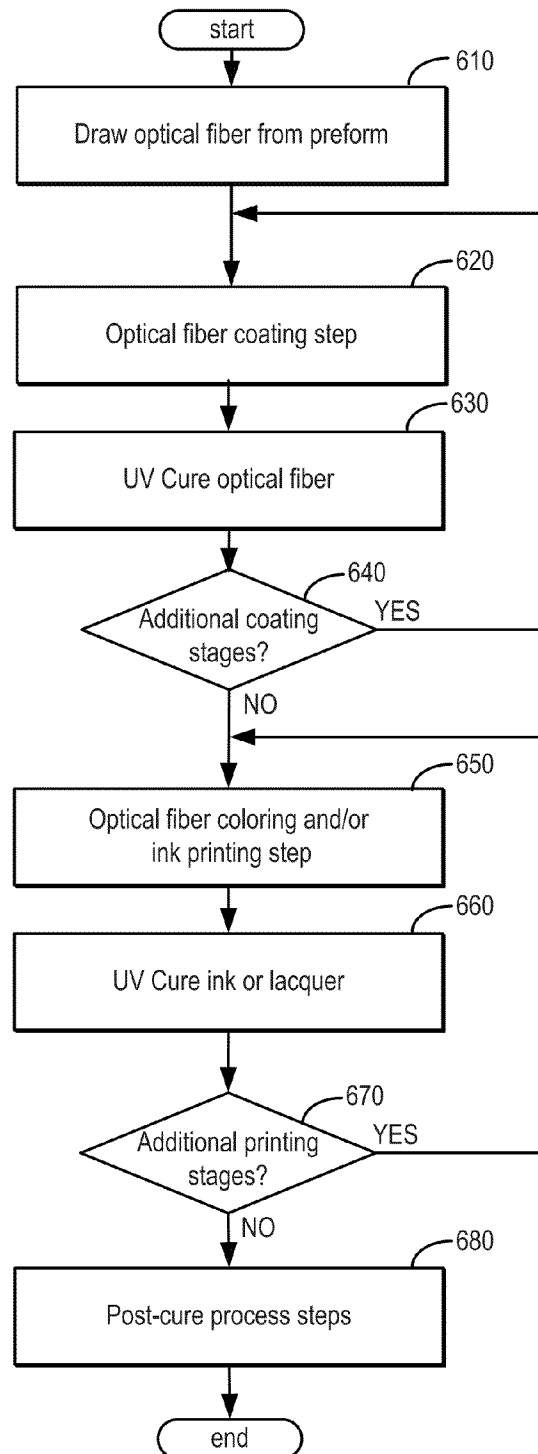 start
610
Draw optical fiber from preform
620
Optical fiber coating step
630
UV Cure optical fiber
640
Additional coating
stages?
YES
NO
650
Optical fiber coloring and/or
ink printing step
660
UV Cure ink or lacquer
670
Additional printing
stages?
YES
NO
680
Post-cure process steps
end